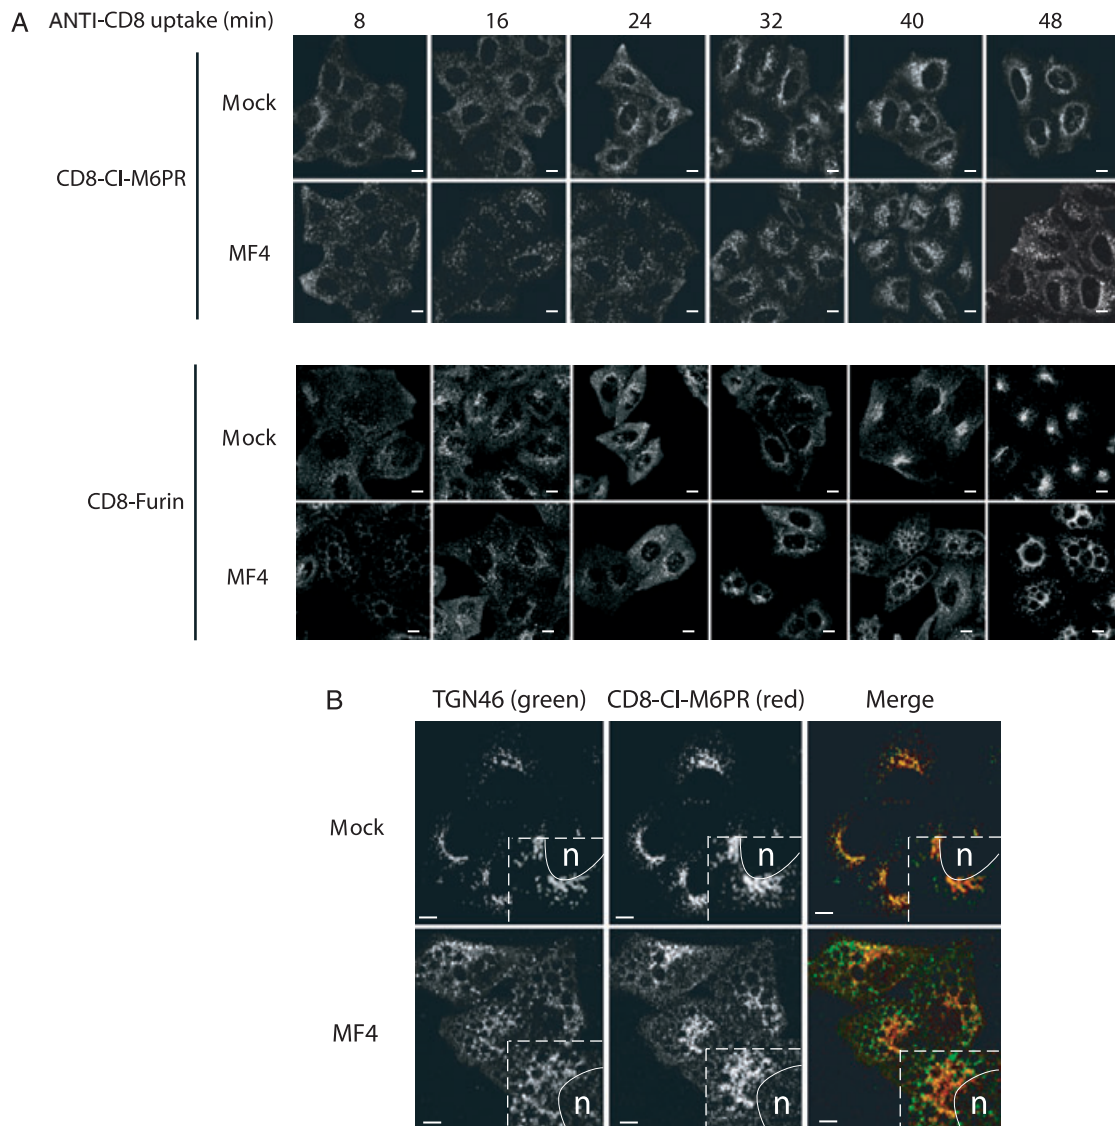 A
ANTI-CD8 uptake (min) 8 16 24 32 40 48
Mock
CD8-CI-M6PR
MF4
Mock
CD8-Furin
MF4
B
TGN46 (green) CD8-CI-M6PR (red) Merge
Mock
n n n
MF4
n n n